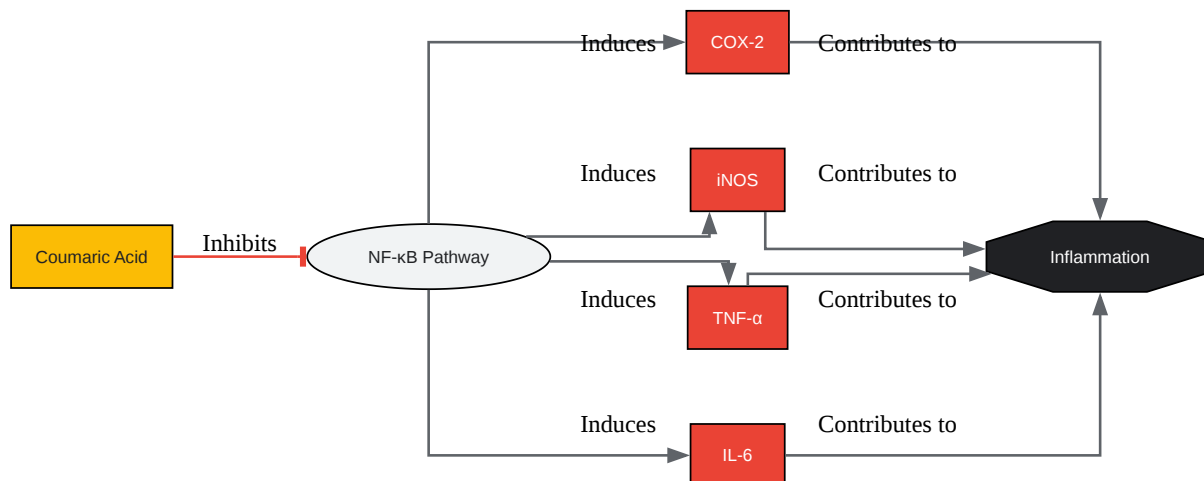 Induces
COX-2
Contributes to
Induces
iNOS
Contributes to
Coumaric Acid
Inhibits
NF-κB Pathway
Inflammation
Induces
TNF-α
Contributes to
Induces
IL-6
Contributes to